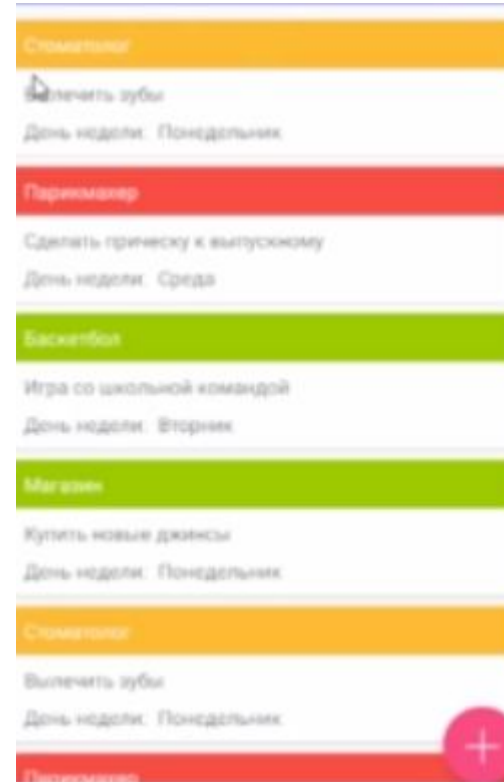 Стоматолог
Вылечить зубы
День недели: Понедельник
Парикмахер
Сделать прическу к выпускному
День недели: Среда
Баскетбол
Игра со школьной командой
День недели: Вторник
Магазин
Купить новые джинсы
День недели: Понедельник
Стоматолог
Вылечить зубы
День недели: Понедельник
Парикмахер